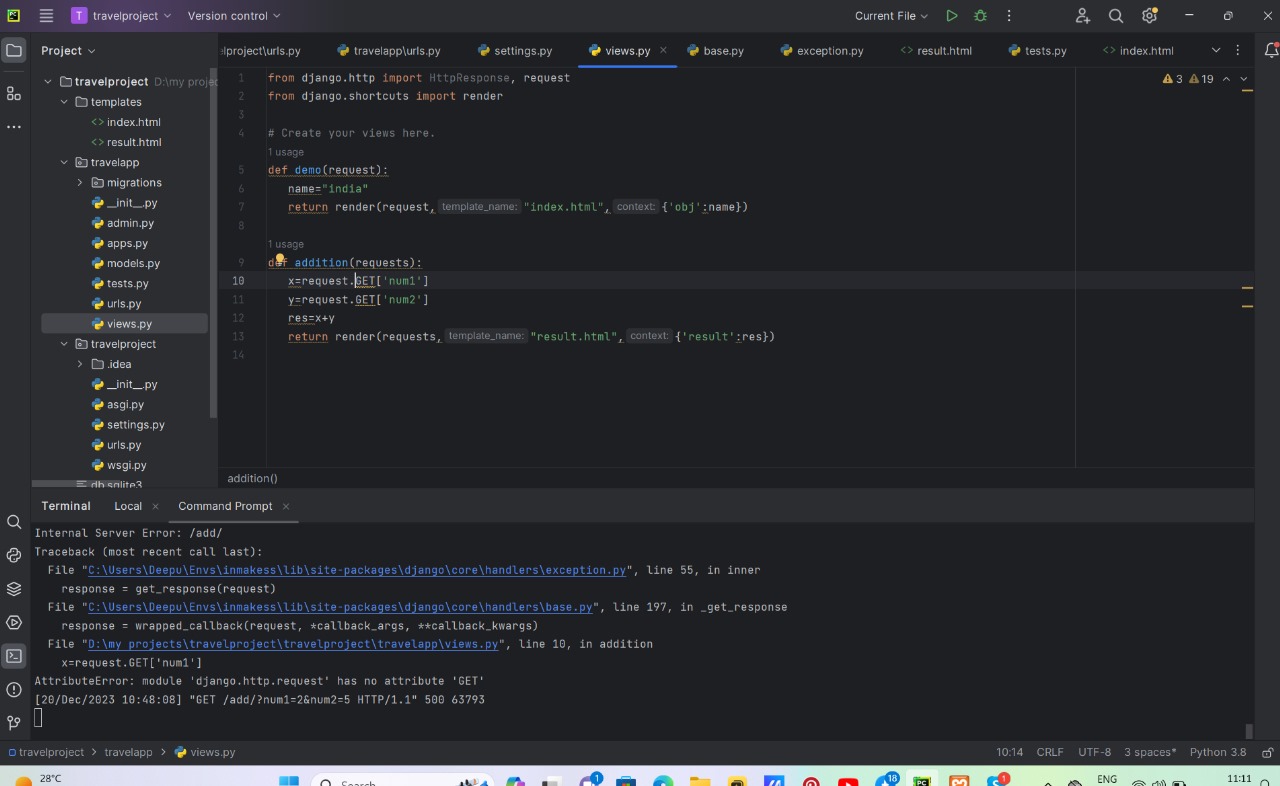 T travelproject Version control Current File
Project
lproject\urls.py travelapp\urls.py settings.py views.py base.py exception.py result.html tests.py index.html
travelproject D:\my projec
templates
index.html
result.html
travelapp
migrations
__init__.py
admin.py
apps.py
models.py
tests.py
urls.py
views.py
travelproject
.idea
__init__.py
asgi.py
settings.py
urls.py
wsgi.py
db.sqlite3
3 19
1 from django.http import HttpResponse, request
2 from django.shortcuts import render
3
4 # Create your views here.
1 usage
5 def demo(request):
6 name="india"
7 return render(request, template_name: "index.html", context: {'obj':name})
8
1 usage
9 def addition(requests):
10 x=request.GET['num1']
11 y=request.GET['num2']
12 res=x+y
13 return render(requests, template_name: "result.html", context: {'result':res})
14
addition()
Terminal Local Command Prompt
Internal Server Error: /add/
Traceback (most recent call last):
File "C:\Users\Deepu\Envs\inmakess\lib\site-packages\django\core\handlers\exception.py", line 55, in inner
response = get_response(request)
File "C:\Users\Deepu\Envs\inmakess\lib\site-packages\django\core\handlers\base.py", line 197, in _get_response
response = wrapped_callback(request, *callback_args, **callback_kwargs)
File "D:\my projects\travelproject\travelproject\travelapp\views.py", line 10, in addition
x=request.GET['num1']
AttributeError: module 'django.http.request' has no attribute 'GET'
[20/Dec/2023 10:48:08] "GET /add/?num1=2&num2=5 HTTP/1.1" 500 63793
travelproject > travelapp > views.py 10:14 CRLF UTF-8 3 spaces* Python 3.8
28°C Search 1 18 1 ENG 11:11